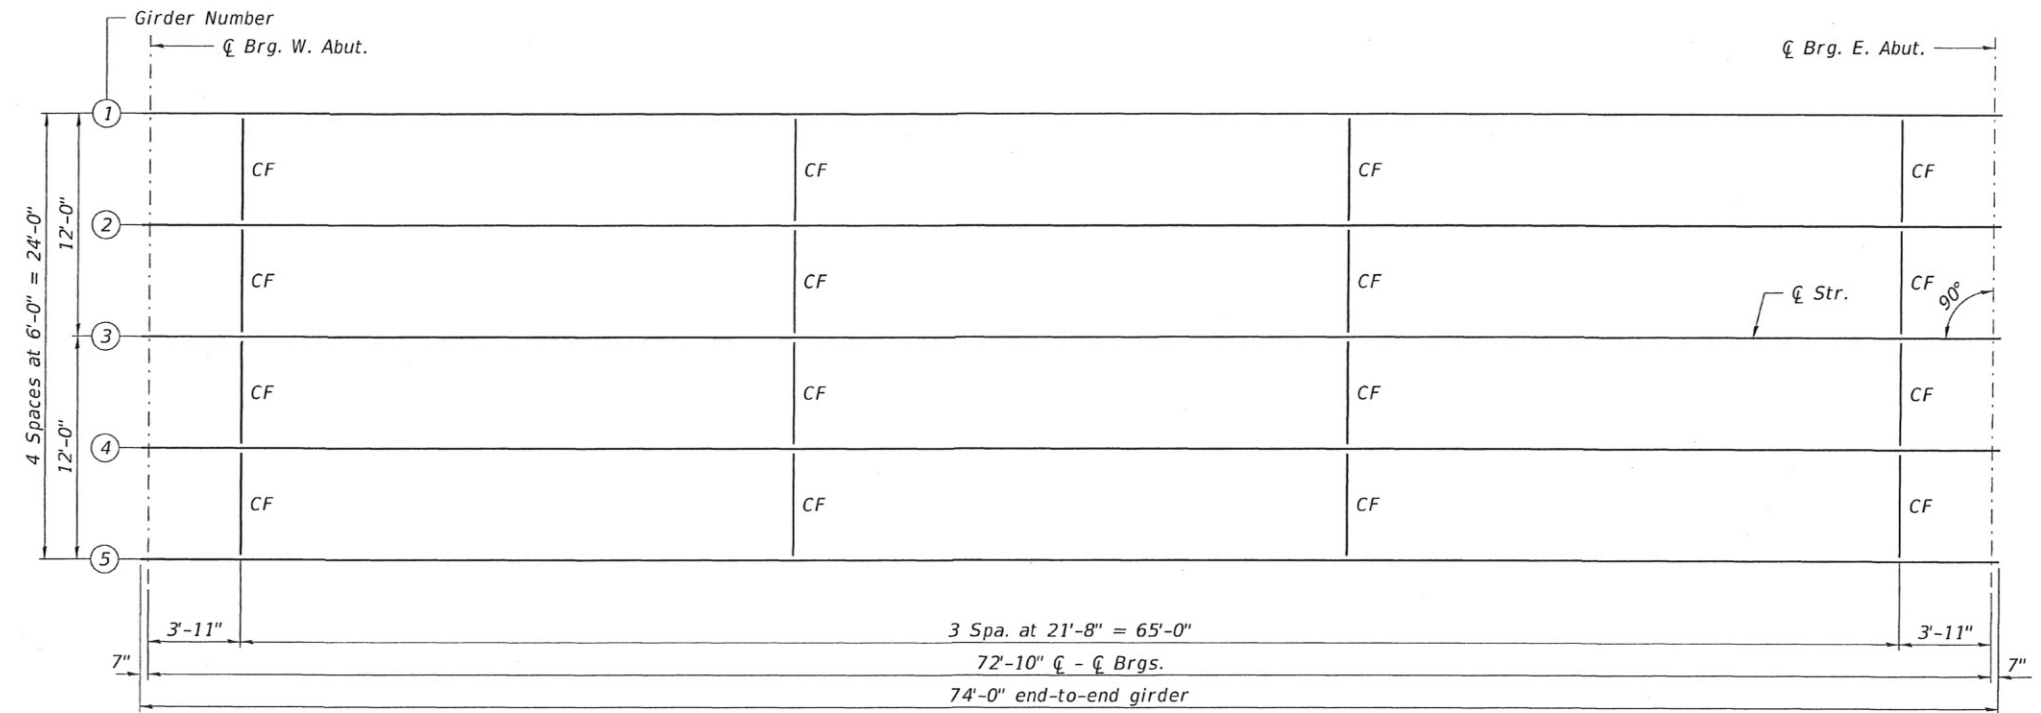 Girder Number
℄ Brg. W. Abut.
℄ Brg. E. Abut.
1
CF CF CF CF
2
CF CF CF CF
℄ Str.
90°
3
CF CF CF CF
4
CF CF CF CF
5
4 Spaces at 6'-0" = 24'-0"
12'-0"
12'-0"
3'-11" 3 Spa. at 21'-8" = 65'-0" 3'-11"
7" 72'-10" ℄ - ℄ Brgs. 7"
74'-0" end-to-end girder